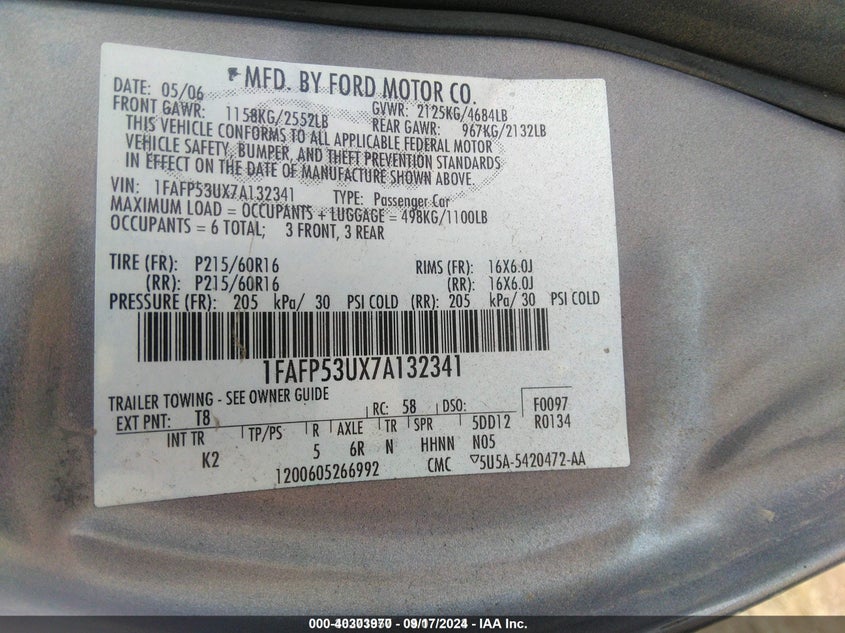 MFD. BY FORD MOTOR CO.
DATE: 05/06 GVWR: 2125KG/4684LB
FRONT GAWR: 1158KG/2552LB REAR GAWR: 967KG/2132LB
THIS VEHICLE CONFORMS TO ALL APPLICABLE FEDERAL MOTOR
VEHICLE SAFETY, BUMPER, AND THEFT PREVENTION STANDARDS
IN EFFECT ON THE DATE OF MANUFACTURE SHOWN ABOVE.
VIN: 1FAFP53UX7A132341 TYPE: Passenger Car
MAXIMUM LOAD = OCCUPANTS + LUGGAGE = 498KG/1100LB
OCCUPANTS = 6 TOTAL; 3 FRONT, 3 REAR
TIRE (FR): P215/60R16 RIMS (FR): 16X6.0J
(RR): P215/60R16 (RR): 16X6.0J
PRESSURE (FR): 205 kPa/ 30 PSI COLD (RR): 205 kPa/ 30 PSI COLD
1FAFP53UX7A132341
TRAILER TOWING - SEE OWNER GUIDE
EXT PNT: T8 RC: 58 DSO: F0097
INT TR TP/PS R AXLE TR SPR 5DD12 R0134
K2 5 6R N HHNN N05
1200605266992 CMC ▽5U5A-5420472-AA
09/17/2024 - IAA Inc.